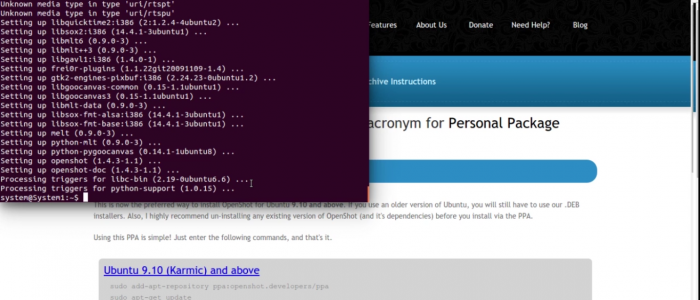 Unknown media type in type 'uri/rtspt'
Unknown media type in type 'uri/rtspu'
Setting up libquicktime2:i386 (2:1.2.4-4ubuntu2) ...
Setting up libsox2:i386 (14.4.1-3ubuntu1) ...
Setting up libmlt6 (0.9.0-3) ...
Setting up libmlt++3 (0.9.0-3) ...
Setting up libgavl1:i386 (1.4.0-1) ...
Setting up frei0r-plugins (1.1.22git20091109-1.4) ...
Setting up gtk2-engines-pixbuf:i386 (2.24.23-0ubuntu1.2) ...
Setting up libgoocanvas-common (0.15-1.1ubuntu1) ...
Setting up libgoocanvas3 (0.15-1.1ubuntu1) ...
Setting up libmlt-data (0.9.0-3) ...
Setting up libsox-fmt-alsa:i386 (14.4.1-3ubuntu1) ...
Setting up libsox-fmt-base:i386 (14.4.1-3ubuntu1) ...
Setting up melt (0.9.0-3) ...
Setting up python-mlt (0.9.0-3) ...
Setting up python-pygoocanvas (0.14.1-1ubuntu8) ...
Setting up openshot (1.4.3-1.1) ...
Setting up openshot-doc (1.4.3-1.1) ...
Processing triggers for libc-bin (2.19-0ubuntu6.6) ...
Processing triggers for python-support (1.0.15) ...
system@System1:~$
Features About Us Donate Need Help? Blog
chive Instructions
acronym for Personal Package
This is now the preferred way to install OpenShot for Ubuntu 9.10 and above. If you use an older version of Ubuntu, you will still have to use our .DEB
installers. Also, I highly recommend un-installing any existing version of OpenShot (and it's dependencies) before you install via the PPA.
Using this PPA is simple! Just enter the following commands, and that's it.
Ubuntu 9.10 (Karmic) and above
sudo add-apt-repository ppa:openshot.developers/ppa
sudo apt-get update